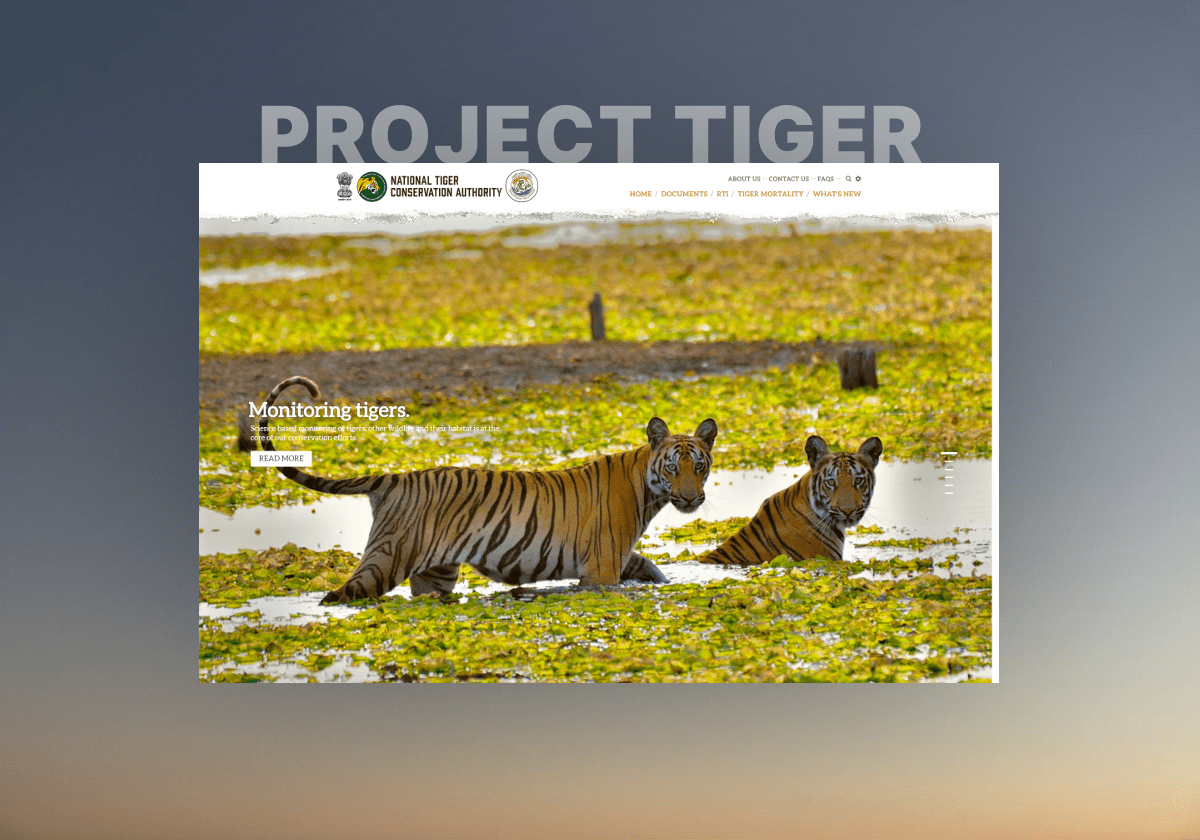 PROJECT TIGER
NATIONAL TIGER
CONSERVATION AUTHORITY
ABOUT US CONTACT US FAQS
HOME / DOCUMENTS / RTI / TIGER MORTALITY / WHAT'S NEW
Monitoring tigers.
Science based monitoring of tigers, other wildlife and their habitat is at the
core of our conservation efforts
READ MORE